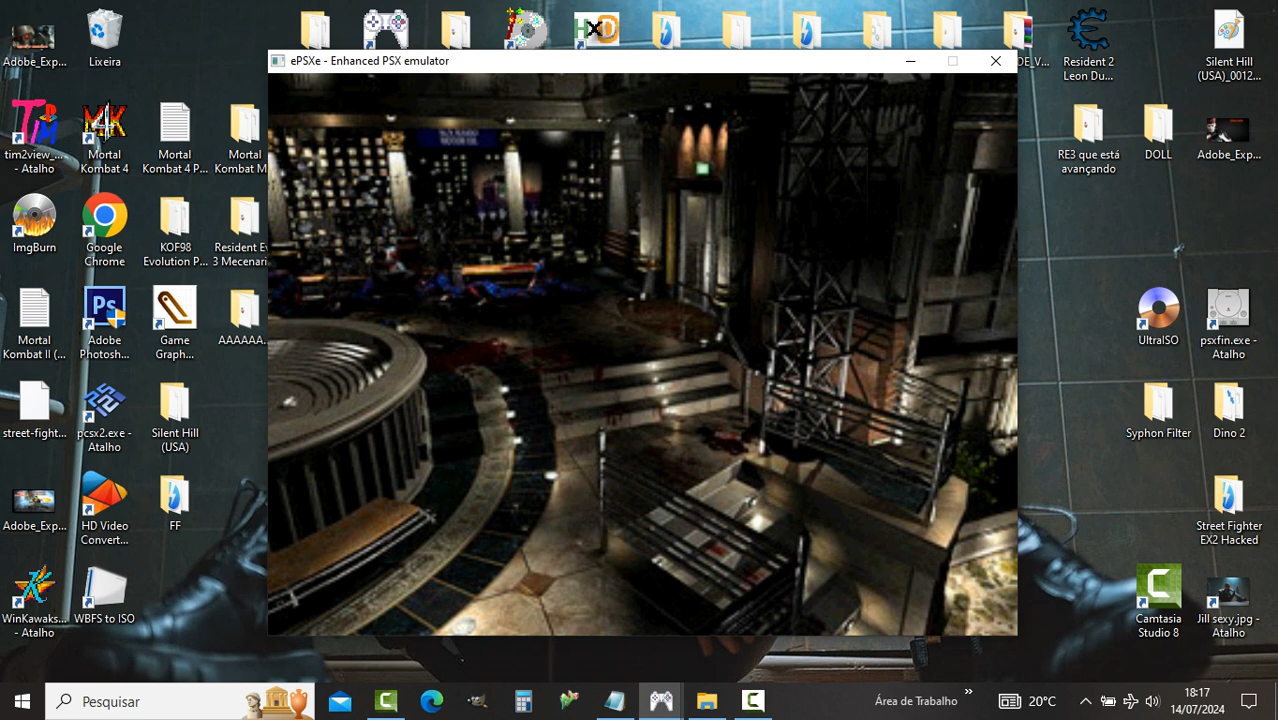 Adobe_Exp...
Lixeira
ePSXe - Enhanced PSX emulator
DE_V...
Resident 2
Leon Du...
Silent Hill
(USA)_0012...
tim2view_...
- Atalho
Mortal
Kombat 4
Mortal
Kombat 4 P...
Mortal
Kombat M
RE3 que está
avançando
DOLL
Adobe_Exp...
ImgBurn
Google
Chrome
KOF98
Evolution P...
Resident Ev
3 Mecenari
Mortal
Kombat II (...
Adobe
Photosh...
Game
Graph...
AAAAAA...
UltraISO
psxfin.exe -
Atalho
street-fight...
pcsx2.exe -
Atalho
Silent Hill
(USA)
Syphon Filter
Dino 2
Adobe_Exp...
HD Video
Convert...
FF
Street Fighter
EX2 Hacked
WinKawaks...
- Atalho
WBFS to ISO
Camtasia
Studio 8
Jill sexy.jpg -
Atalho
Pesquisar
Área de Trabalho
20°C
18:17
14/07/2024